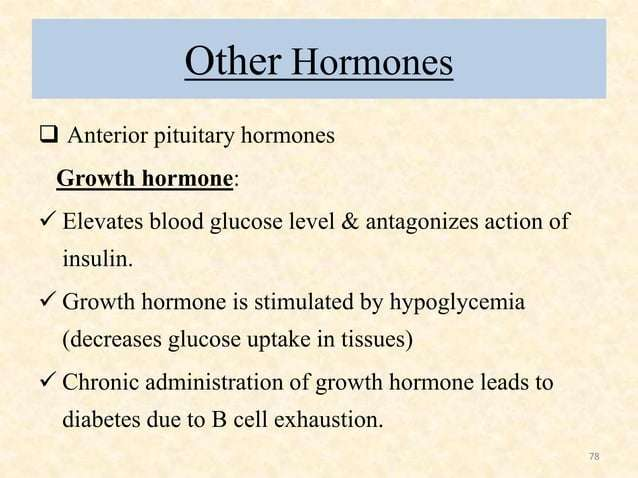 Other Hormones
❑ Anterior pituitary hormones
Growth hormone:
✓ Elevates blood glucose level & antagonizes action of
insulin.
✓ Growth hormone is stimulated by hypoglycemia
(decreases glucose uptake in tissues)
✓ Chronic administration of growth hormone leads to
diabetes due to B cell exhaustion.
78